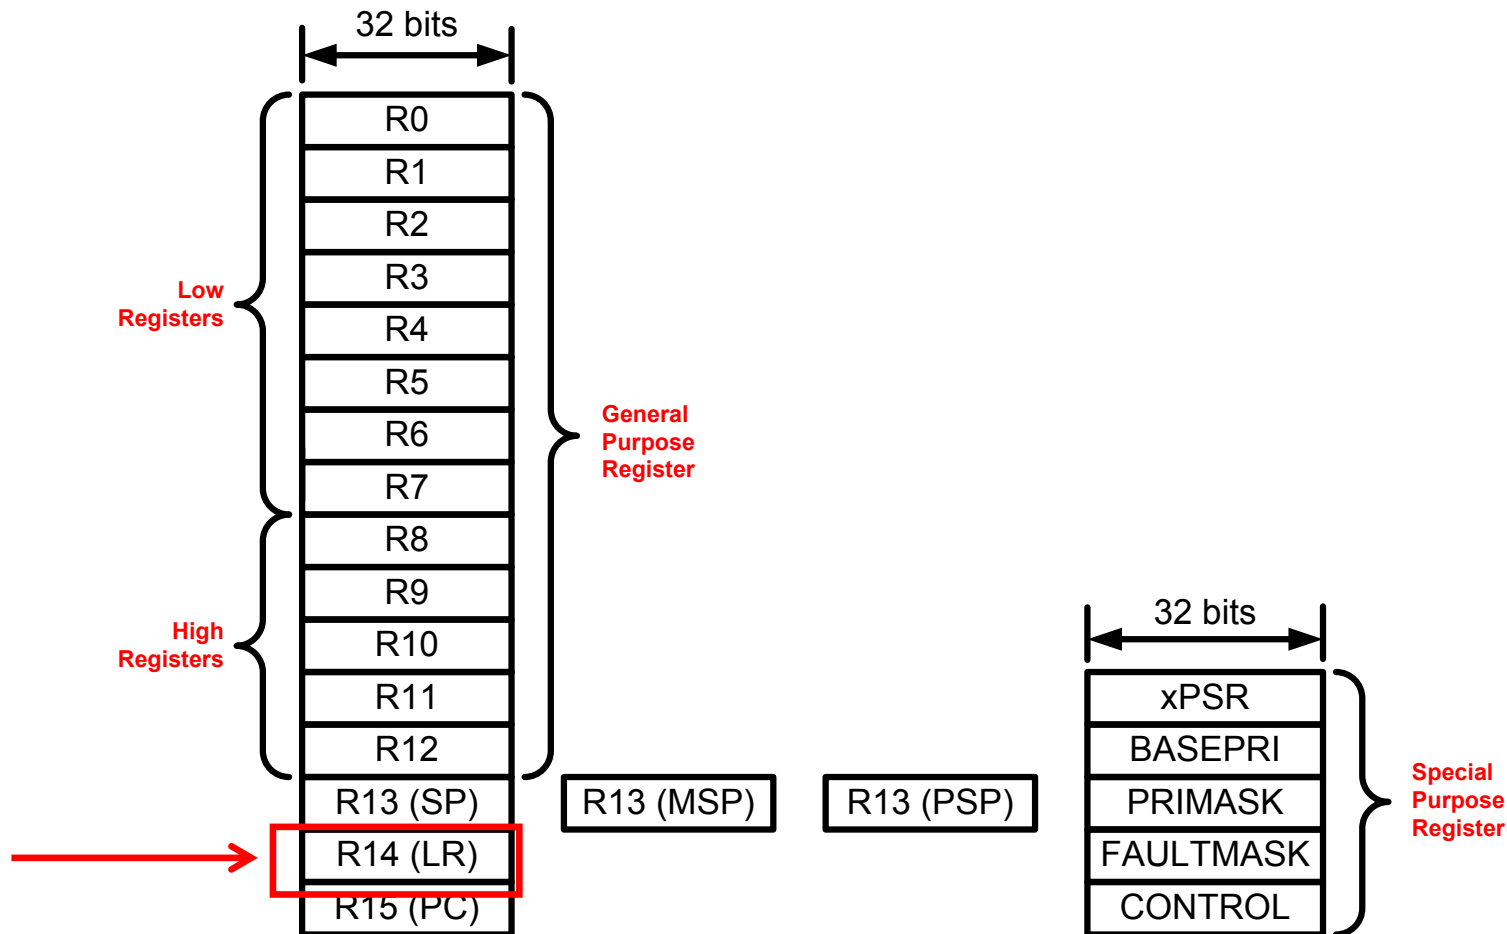 32 bits
R0
R1
R2
R3
R4
R5
R6
R7
R8
R9
R10
R11
R12
R13 (SP)
R14 (LR)
R15 (PC)
Low
Registers
High
Registers
General
Purpose
Register
R13 (MSP)
R13 (PSP)
32 bits
xPSR
BASEPRI
PRIMASK
FAULTMASK
CONTROL
Special
Purpose
Register